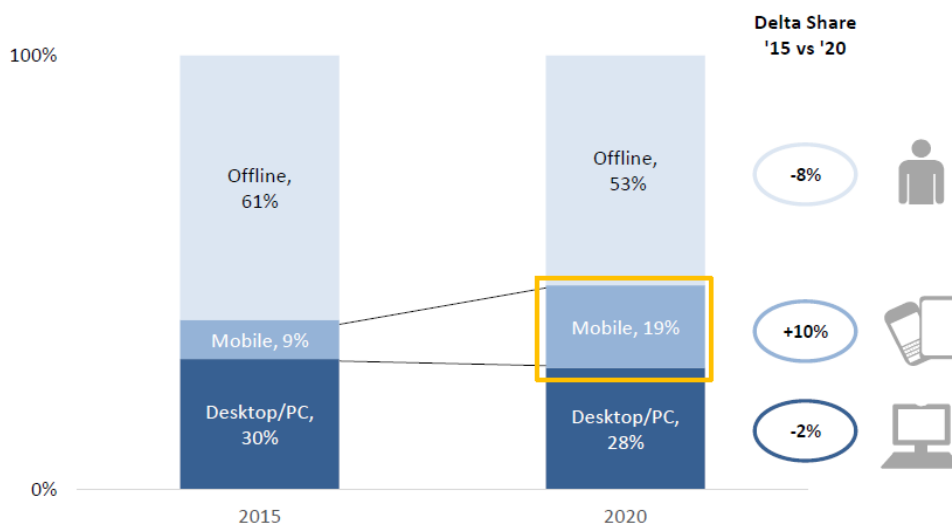 Delta Share
'15 vs '20
100%
Offline,
61%
Offline,
53%
-8%
Mobile, 9%
Mobile, 19%
+10%
Desktop/PC,
30%
Desktop/PC,
28%
-2%
0%
2015
2020